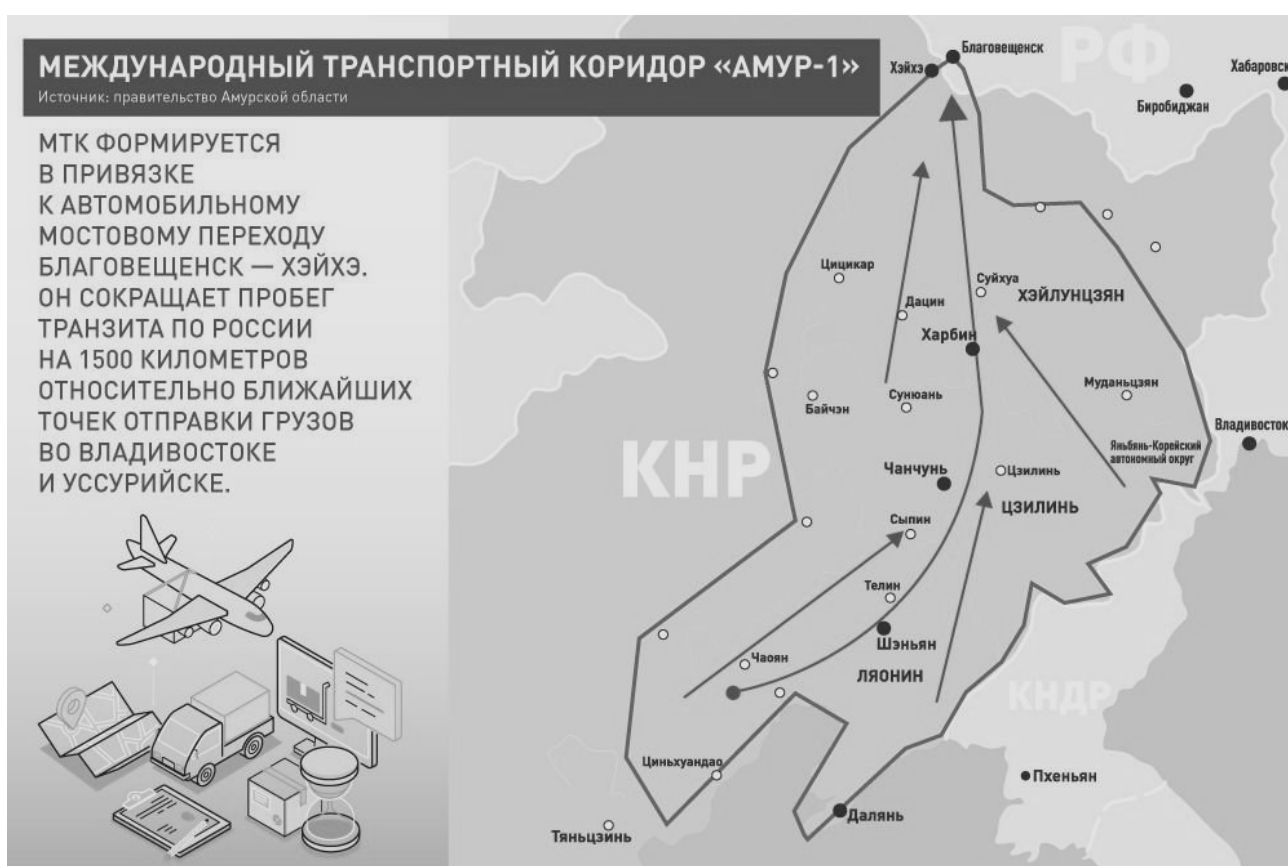 МЕЖДУНАРОДНЫЙ ТРАНСПОРТНЫЙ КОРИДОР «АМУР-1»
Источник: правительство Амурской области
МТК ФОРМИРУЕТСЯ
В ПРИВЯЗКЕ
К АВТОМОБИЛЬНОМУ
МОСТОВОМУ ПЕРЕХОДУ
БЛАГОВЕЩЕНСК — ХЭЙХЭ.
ОН СОКРАЩАЕТ ПРОБЕГ
ТРАНЗИТА ПО РОССИИ
НА 1500 КИЛОМЕТРОВ
ОТНОСИТЕЛЬНО БЛИЖАЙШИХ
ТОЧЕК ОТПРАВКИ ГРУЗОВ
ВО ВЛАДИВОСТОКЕ
И УССУРИЙСКЕ.
Благовещенск
РФ
Хэйхэ
Хабаровск
Биробиджан
Цицикар
Суйхуа
ХЭЙЛУНЦЗЯН
Дацин
Харбин
Муданьцзян
Байчэн
Сунюань
Владивосток
Яньбянь-Корейский
автономный округ
КНР
Чанчунь
Цзилинь
ЦЗИЛИНЬ
Сыпин
Телин
Шэньян
Чаоян
ЛЯОНИН
КНДР
Циньхуандао
Пхеньян
Далянь
Тяньцзинь